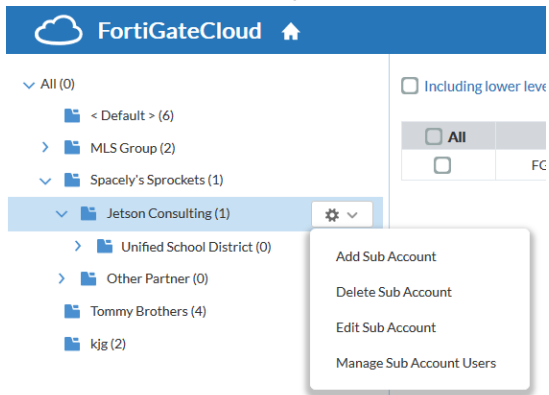 FortiGateCloud
All (0)
Including lower leve
< Default > (6)
All
MLS Group (2)
FG
Spacely's Sprockets (1)
Jetson Consulting (1)
Unified School District (0)
Add Sub Account
Other Partner (0)
Delete Sub Account
Tommy Brothers (4)
Edit Sub Account
kjg (2)
Manage Sub Account Users